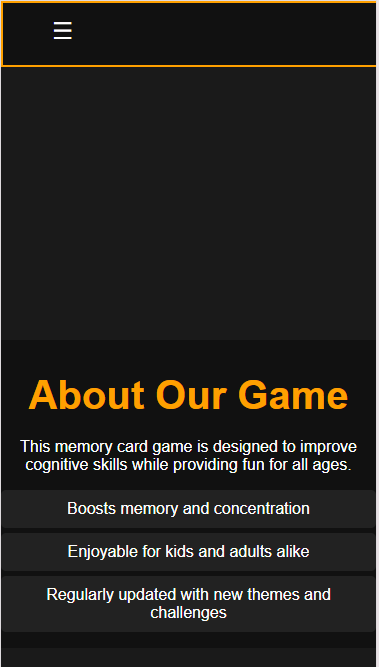 ☰
About Our Game
This memory card game is designed to improve
cognitive skills while providing fun for all ages.
Boosts memory and concentration
Enjoyable for kids and adults alike
Regularly updated with new themes and
challenges